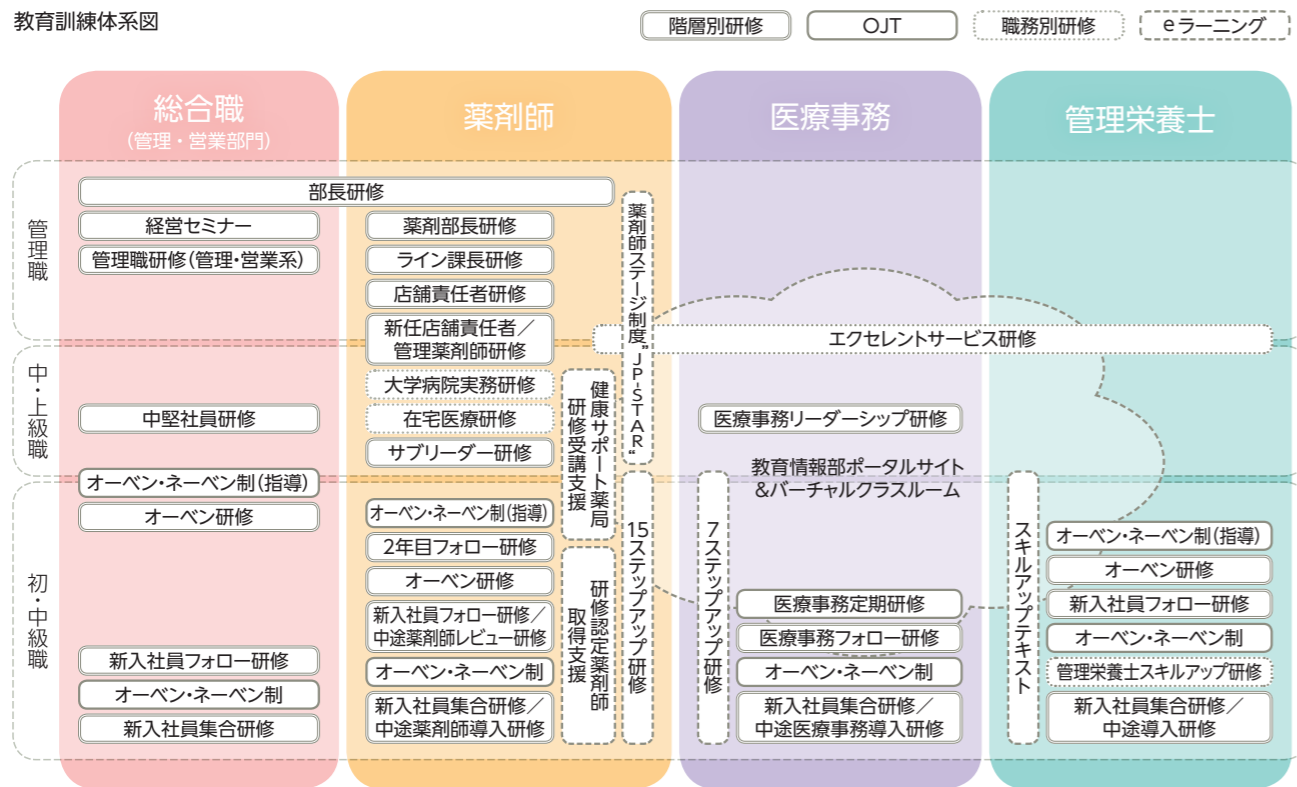 教育訓練体系図
階層別研修
OJT
職務別研修
eラーニング
総合職
(管理・営業部門)
薬剤師
医療事務
管理栄養士
管理職
中・上級職
初・中級職
部長研修
経営セミナー
管理職研修(管理・営業系)
中堅社員研修
オーベン・ネーベン制(指導)
オーベン研修
新入社員フォロー研修
オーベン・ネーベン制
新入社員集合研修
薬剤部長研修
ライン課長研修
店舗責任者研修
新任店舗責任者／
管理薬剤師研修
大学病院実務研修
在宅医療研修
サブリーダー研修
オーベン・ネーベン制(指導)
2年目フォロー研修
オーベン研修
新入社員フォロー研修／
中途薬剤師レビュー研修
オーベン・ネーベン制
新入社員集合研修／
中途薬剤師導入研修
健康サポート薬局
研修受講支援
研修認定薬剤師
取得支援
薬剤師ステージ制度"JP-STAR"
15ステップアップ研修
エクセレントサービス研修
医療事務リーダーシップ研修
教育情報部ポータルサイト
&バーチャルクラスルーム
7ステップアップ研修
医療事務定期研修
医療事務フォロー研修
オーベン・ネーベン制
新入社員集合研修／
中途医療事務導入研修
スキルアップテキスト
オーベン・ネーベン制(指導)
オーベン研修
新入社員フォロー研修
オーベン・ネーベン制
管理栄養士スキルアップ研修
新入社員集合研修／
中途導入研修